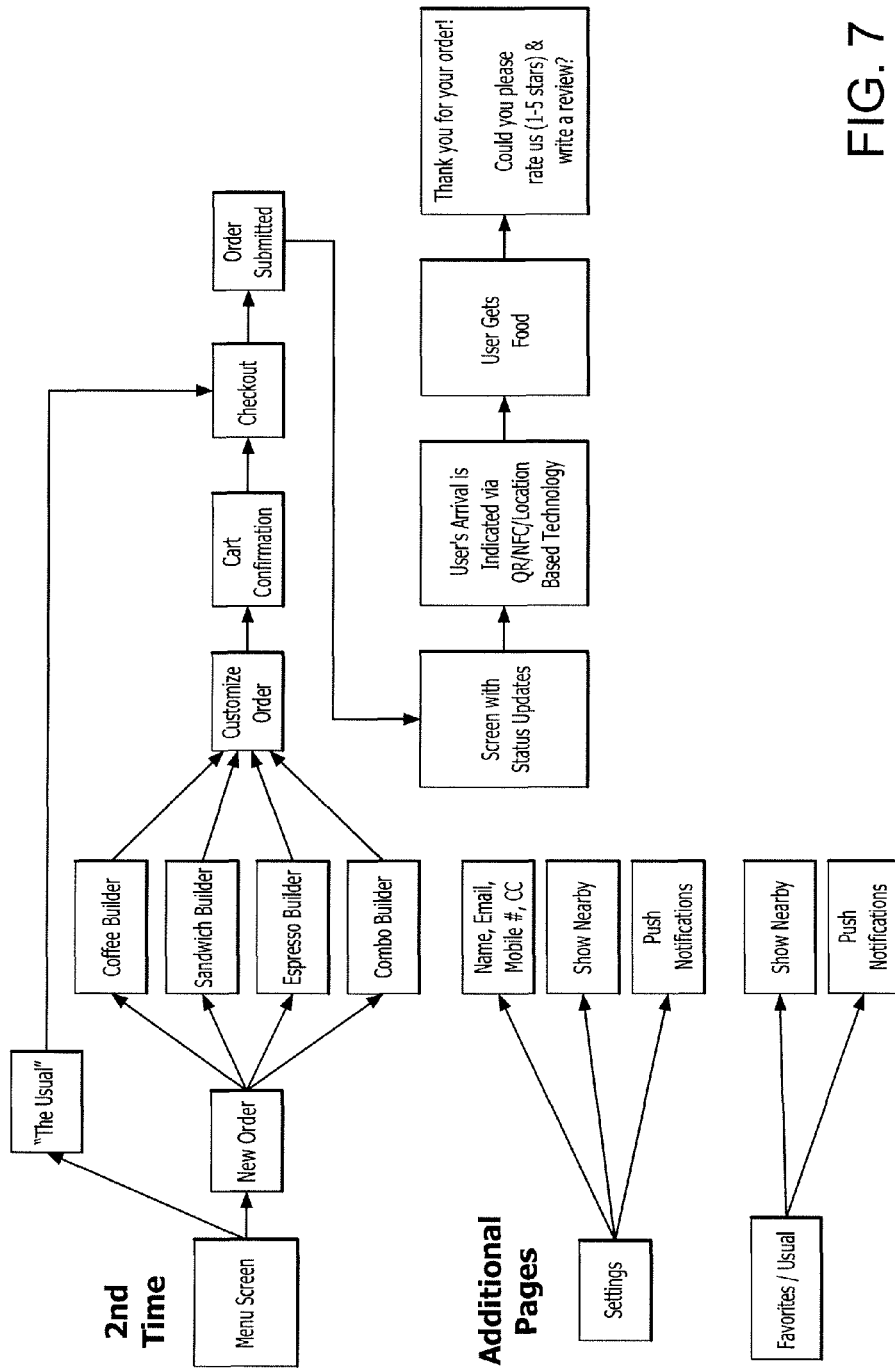 2nd
Time
Menu Screen
"The Usual"
New Order
Coffee Builder
Sandwich Builder
Espresso Builder
Combo Builder
Customize
Order
Cart
Confirmation
Checkout
Order
Submitted
Screen with
Status Updates
User's Arrival is
Indicated via
QR/NFC/Location
Based Technology
User Gets
Food
Thank you for your order!
Could you please
rate us (1-5 stars) &
write a review?
Additional
Pages
Settings
Name, Email,
Mobile #, CC
Show Nearby
Push
Notifications
Favorites / Usual
Show Nearby
Push
Notifications
FIG. 7